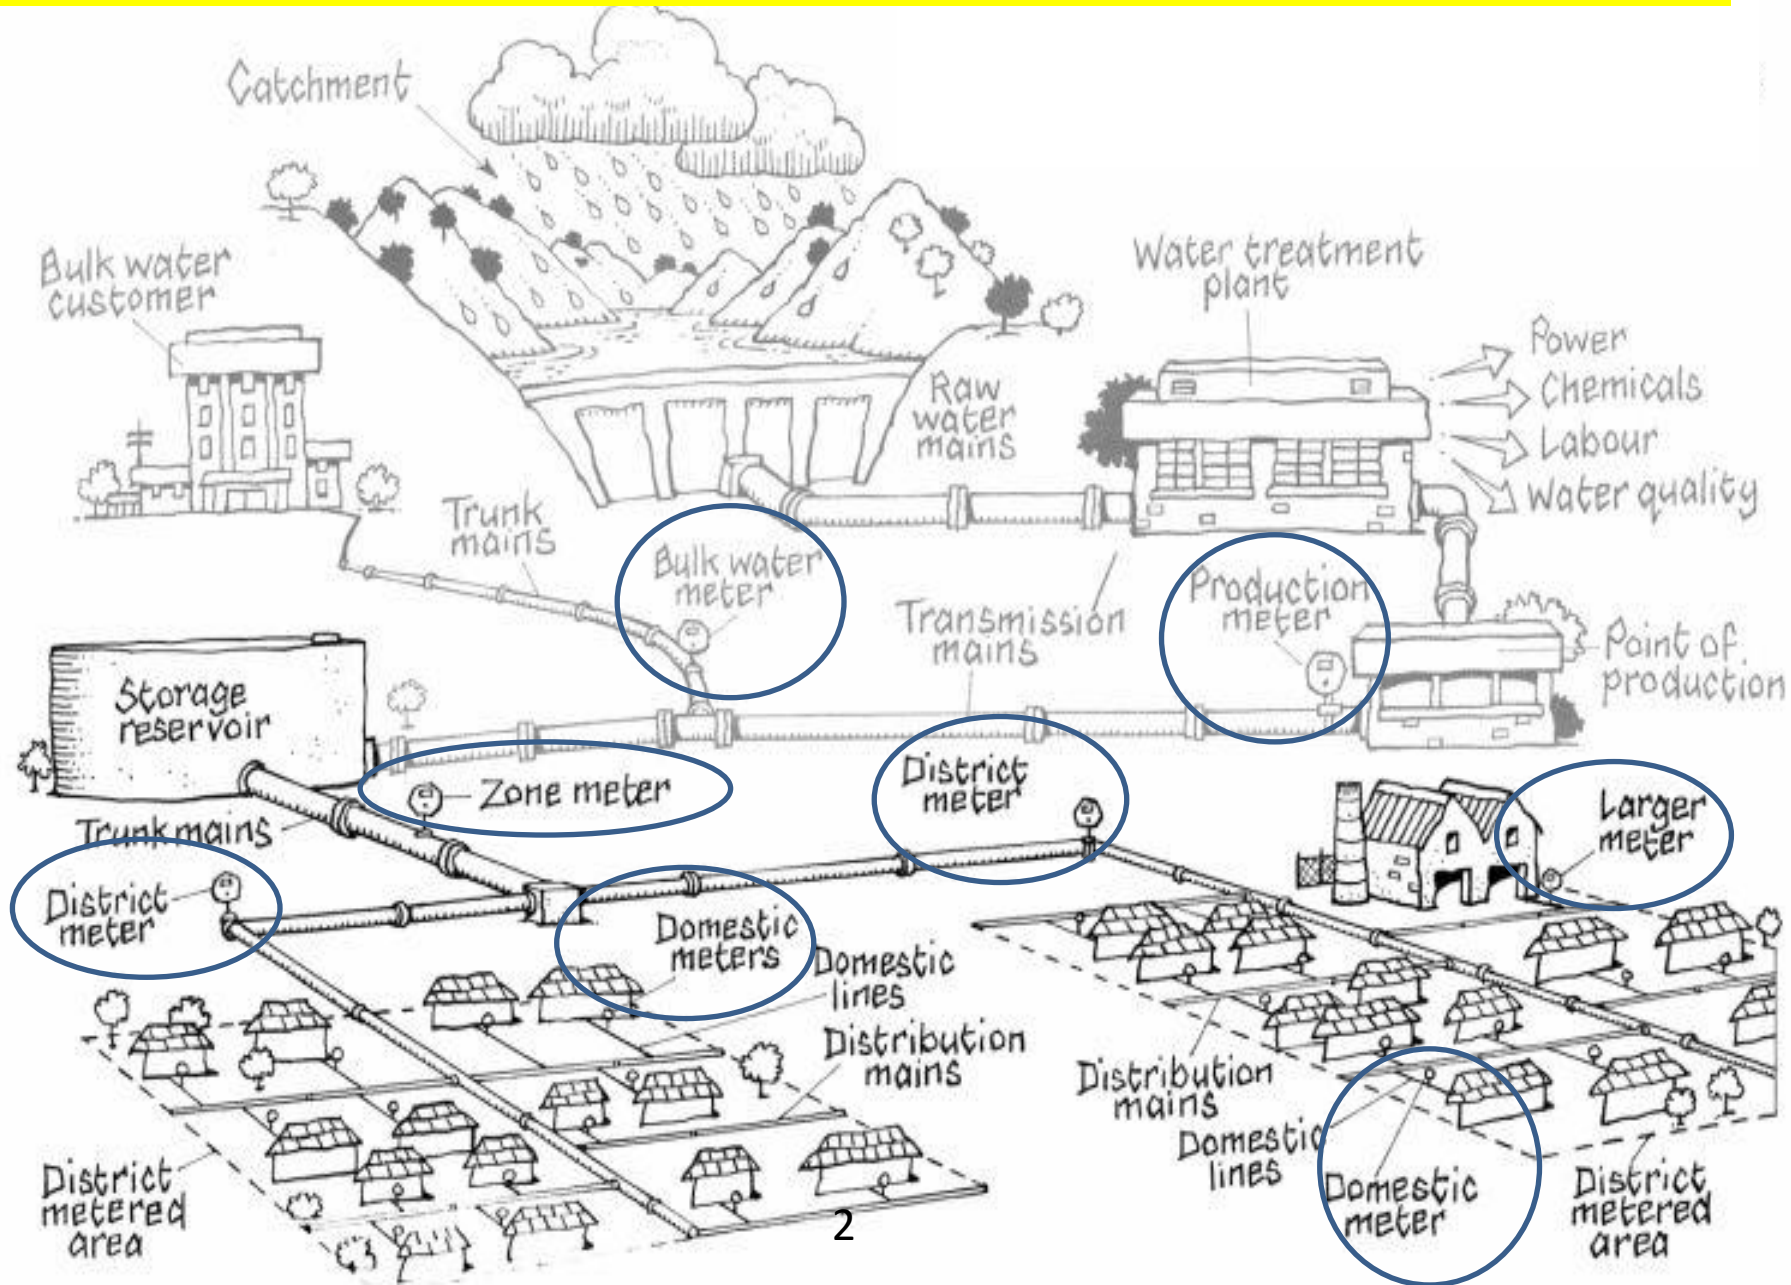 Catchment
Bulk water
customer
Water treatment
plant
Power
Chemicals
Labour
Water quality
Raw
water
mains
Trunk
mains
Bulk water
meter
Transmission
mains
Production
meter
Point of
production
Storage
reservoir
Zone meter
District
meter
Larger
meter
Trunk mains
District
meter
Domestic
meters
Domestic
lines
Distribution
mains
Distribution
mains
Domestic
lines
Domestic
meter
District
metered
area
District
metered
area
2